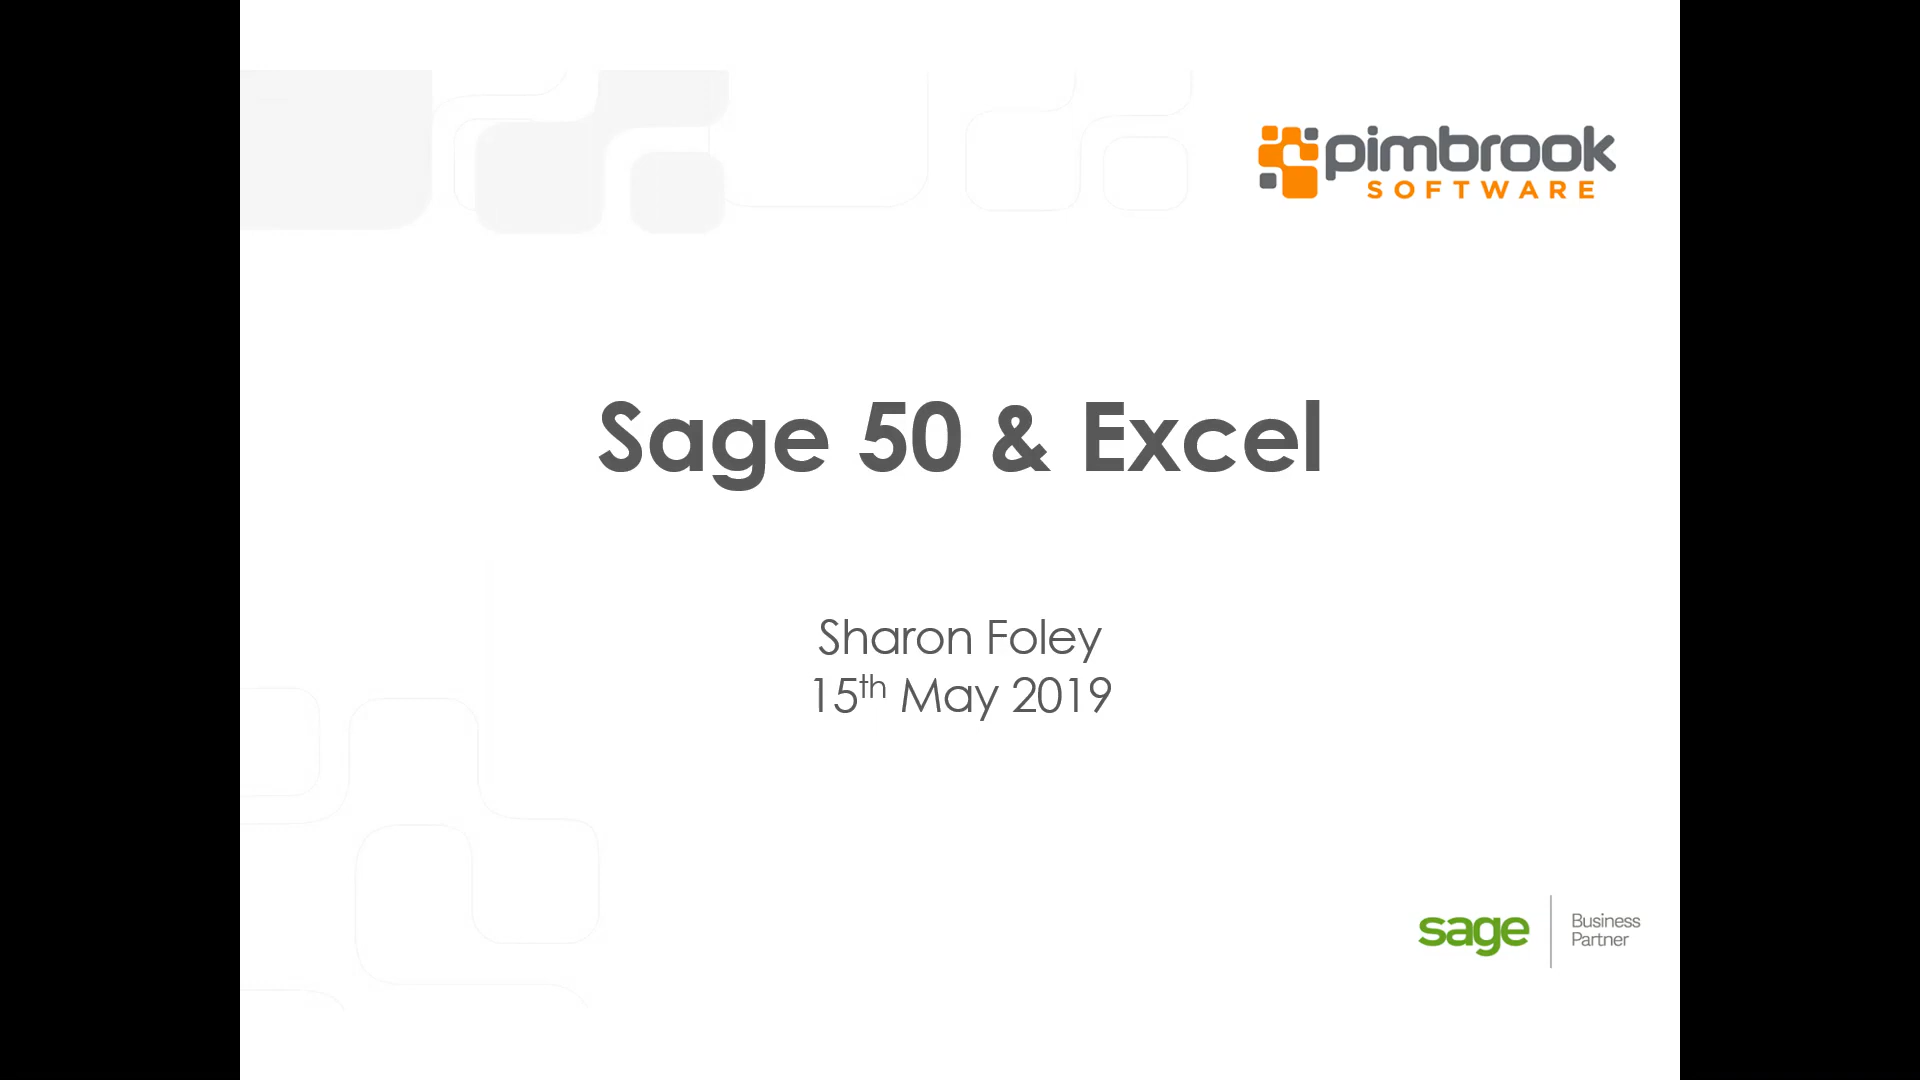 pimbrook
SOFTWARE
Sage 50 & Excel
Sharon Foley
15th May 2019
sage
Business
Partner